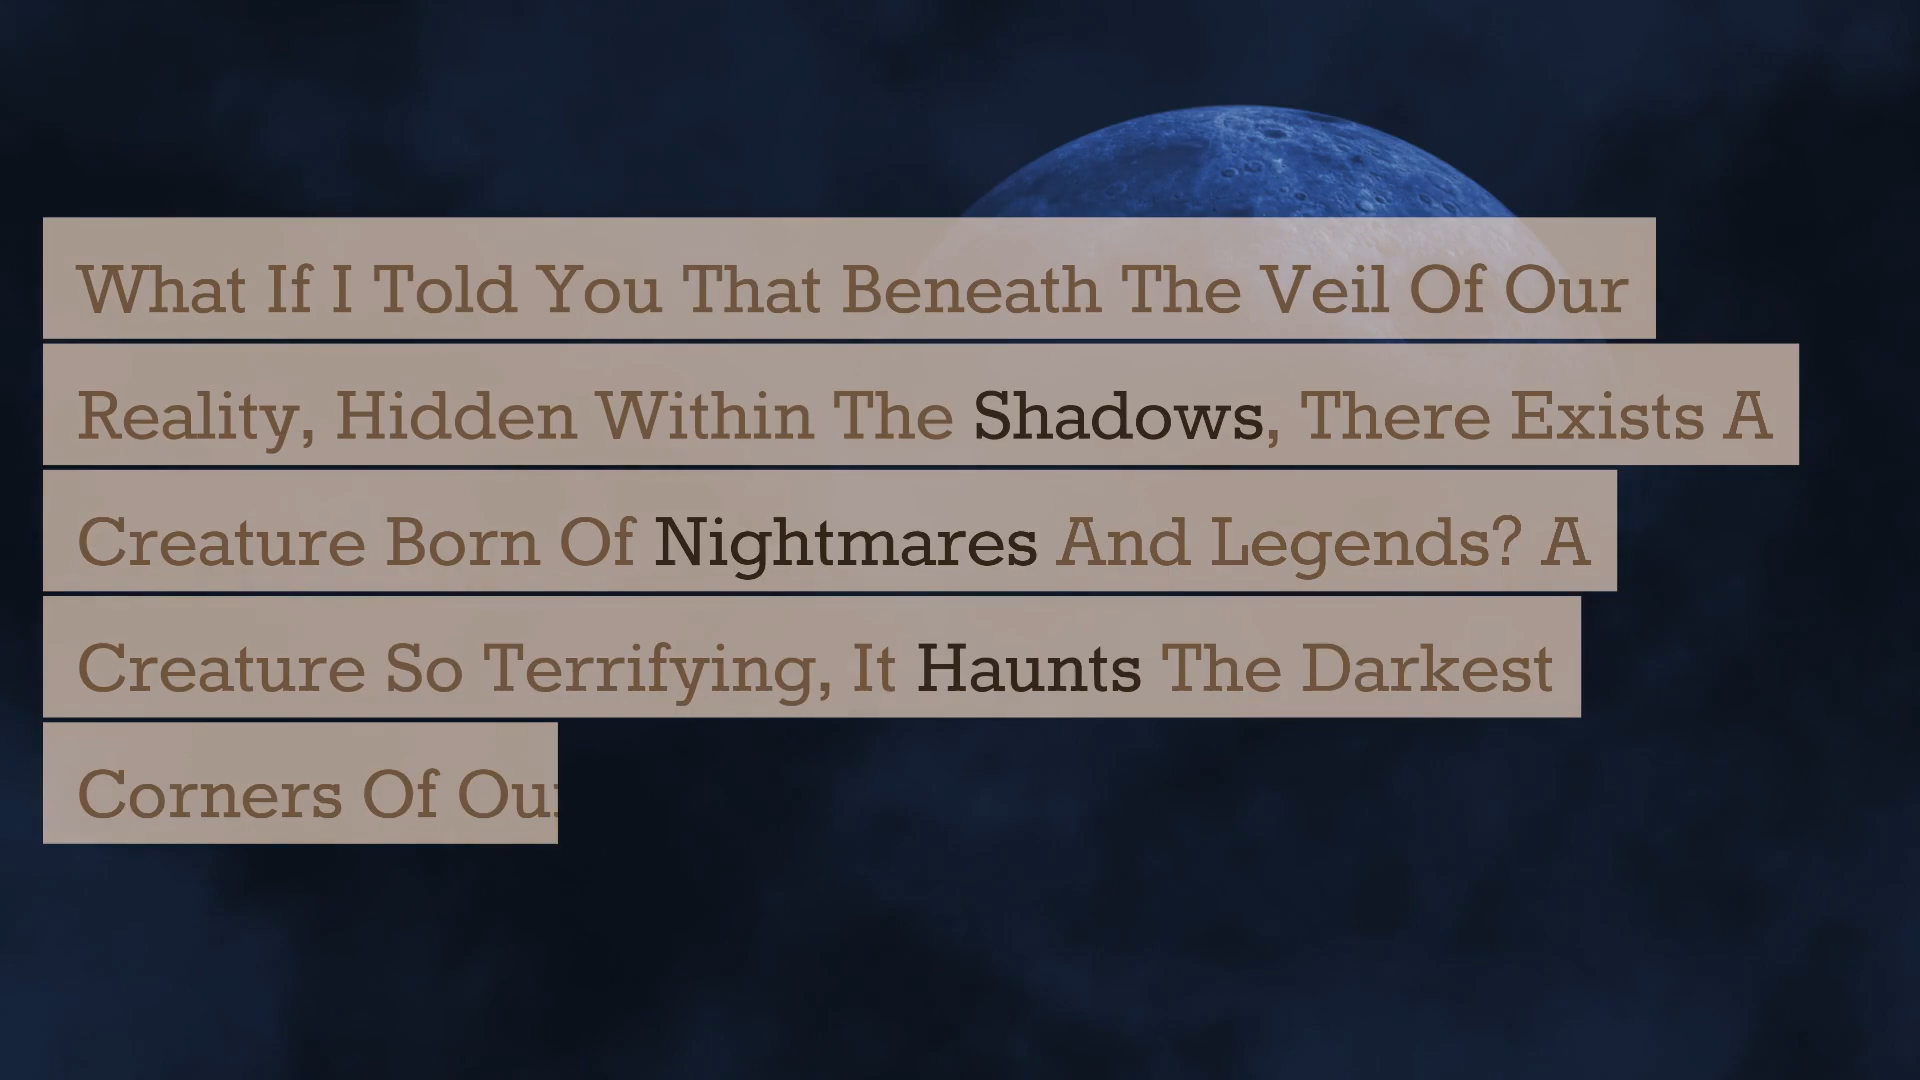 What If I Told You That Beneath The Veil Of Our
Reality, Hidden Within The Shadows, There Exists A
Creature Born Of Nightmares And Legends? A
Creature So Terrifying, It Haunts The Darkest
Corners Of Our